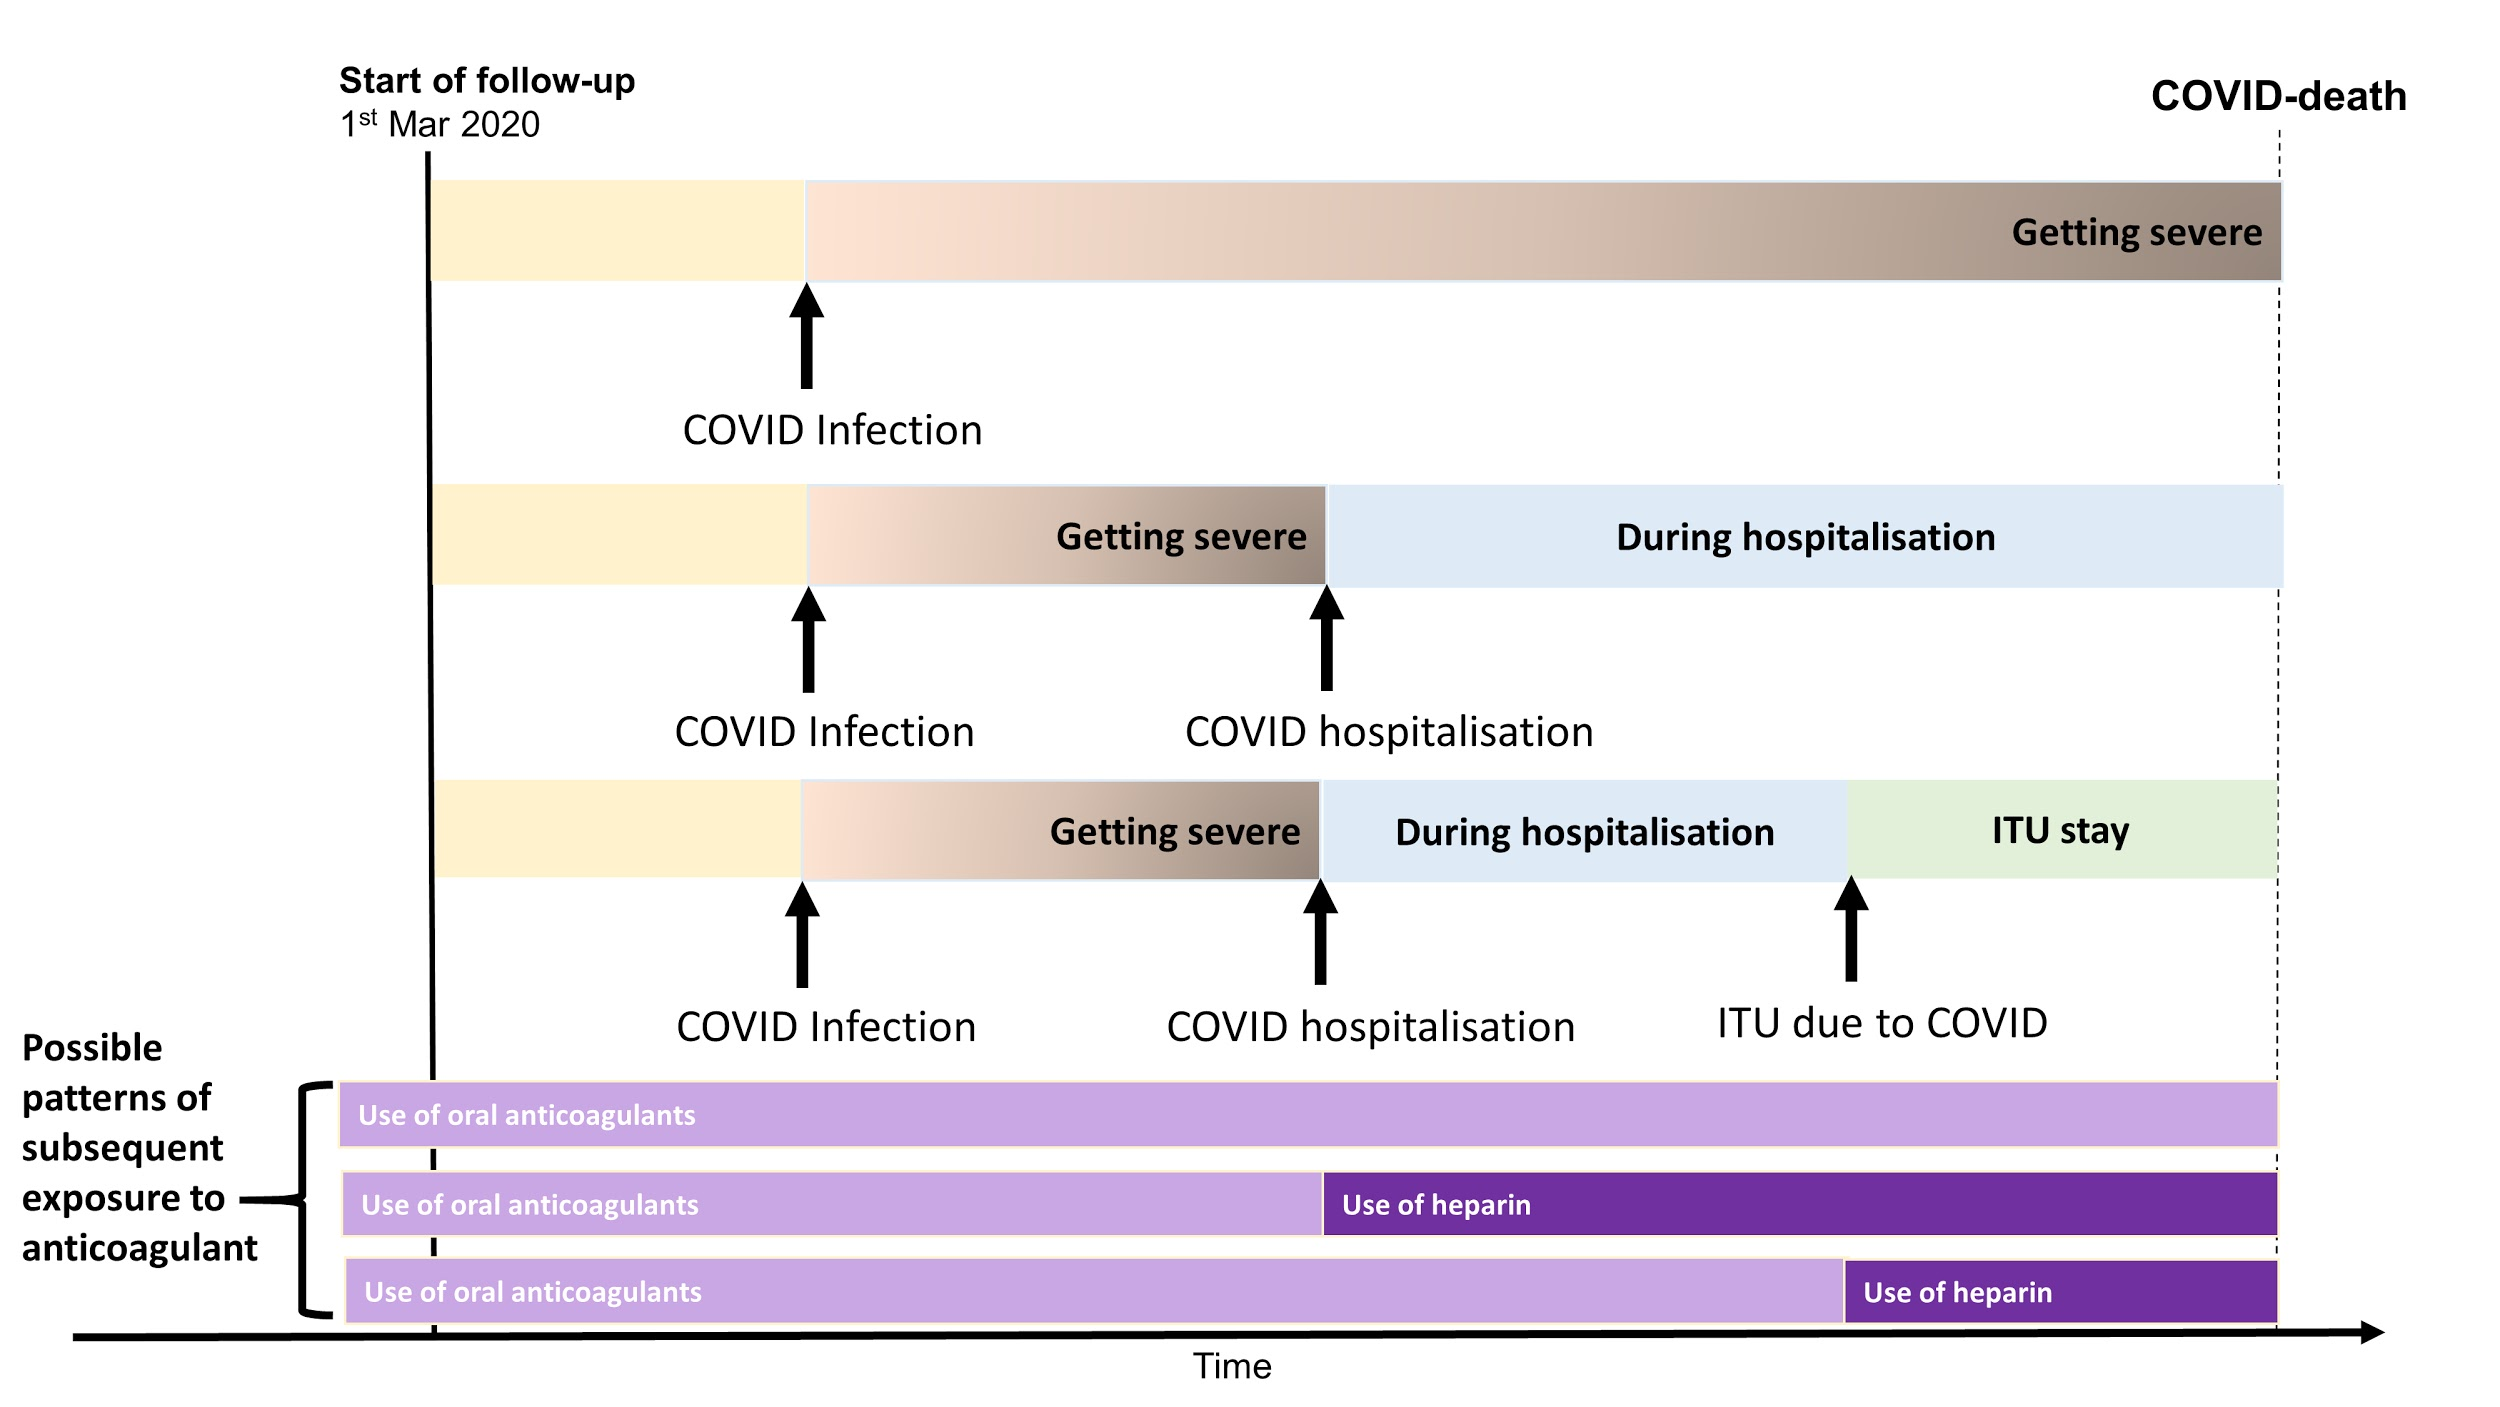 Start of follow-up
1st Mar 2020
COVID-death
Getting severe
COVID Infection
Getting severe
During hospitalisation
COVID Infection
COVID hospitalisation
Getting severe
During hospitalisation
ITU stay
COVID Infection
COVID hospitalisation
ITU due to COVID
Possible
patterns of
subsequent
exposure to
anticoagulant
Use of oral anticoagulants
Use of oral anticoagulants
Use of heparin
Use of oral anticoagulants
Use of heparin
Time